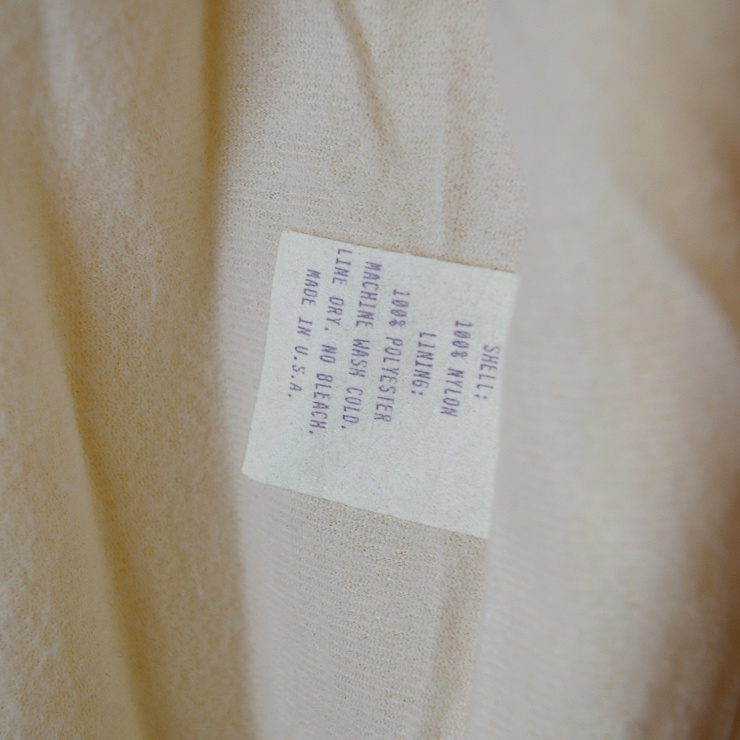 SHELL:
100% NYLON
LINING:
100% POLYESTER
MACHINE WASH COLD.
LINE DRY. NO BLEACH.
MADE IN U.S.A.